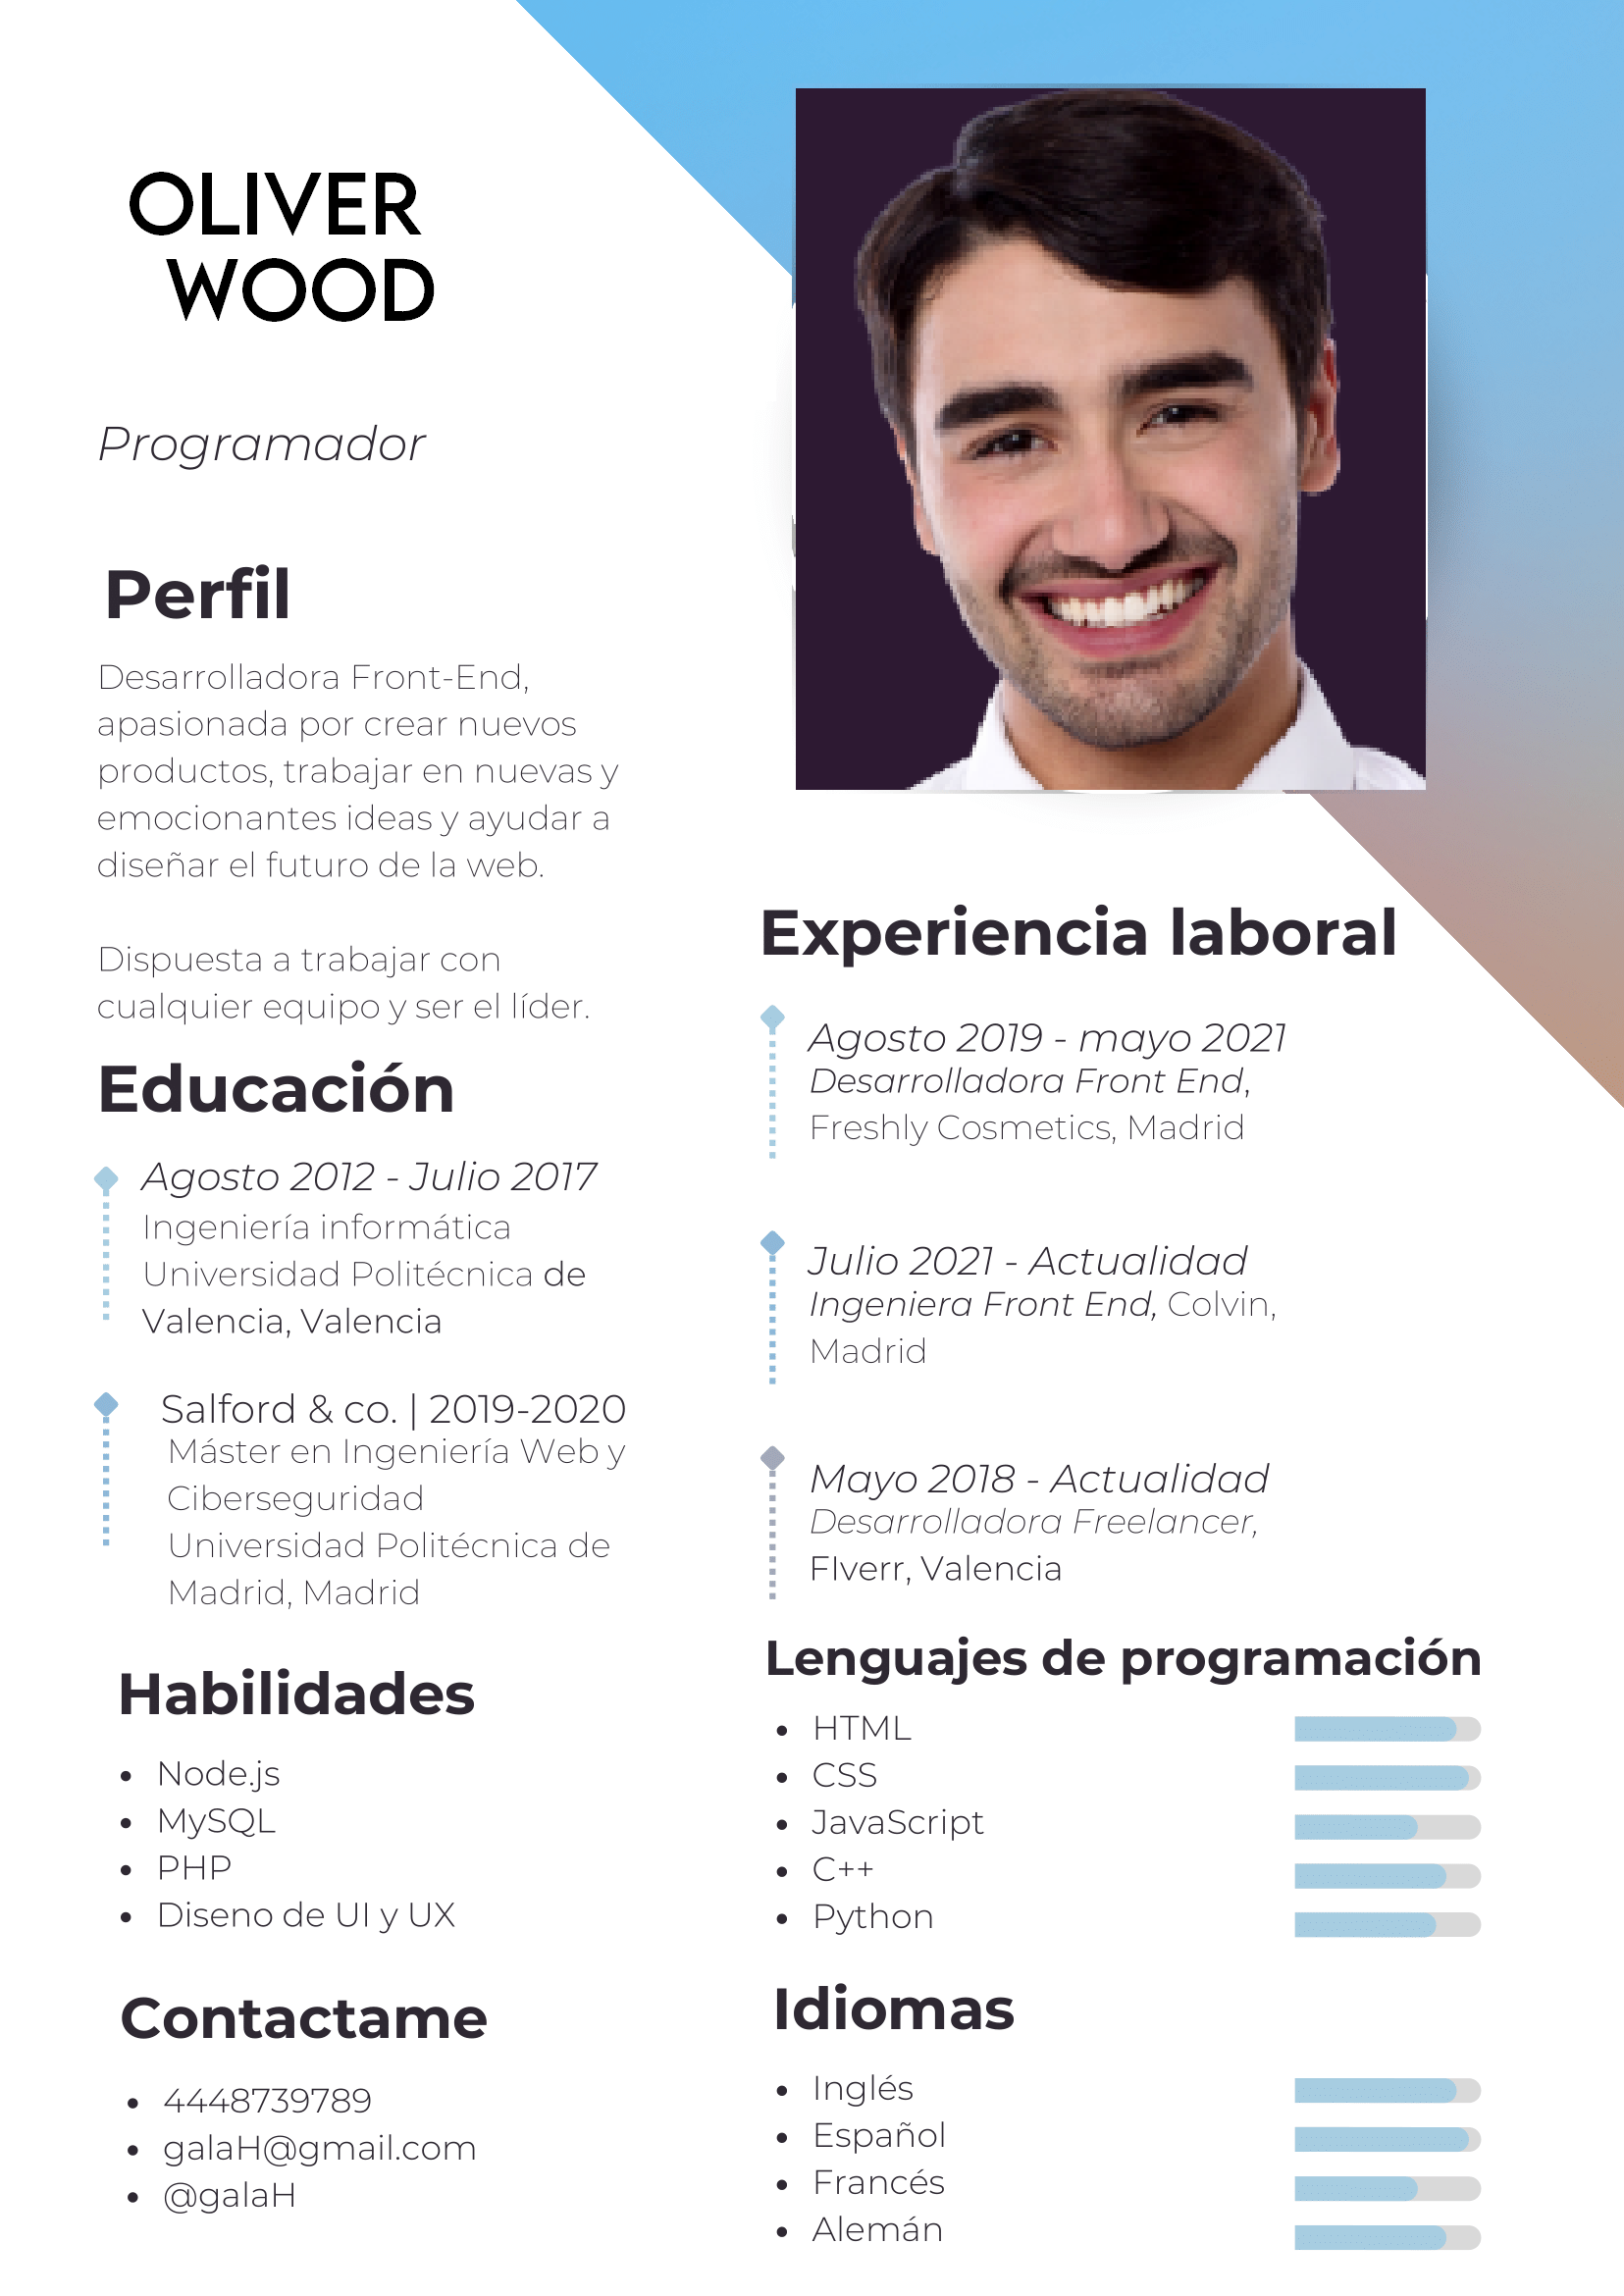 OLIVER
WOOD
Programador
Perfil
Desarrolladora Front-End,
apasionada por crear nuevos
productos, trabajar en nuevas y
emocionantes ideas y ayudar a
diseñar el futuro de la web.
Dispuesta a trabajar con
cualquier equipo y ser el líder.
Educación
Agosto 2012 - Julio 2017
Ingeniería informática
Universidad Politécnica de
Valencia, Valencia
Salford & co. | 2019-2020
Máster en Ingeniería Web y
Ciberseguridad
Universidad Politécnica de
Madrid, Madrid
Habilidades
• Node.js
• MySQL
• PHP
• Diseno de UI y UX
Contactame
• 4448739789
• galaH@gmail.com
• @galaH
Experiencia laboral
Agosto 2019 - mayo 2021
Desarrolladora Front End,
Freshly Cosmetics, Madrid
Julio 2021 - Actualidad
Ingeniera Front End, Colvin,
Madrid
Mayo 2018 - Actualidad
Desarrolladora Freelancer,
FIverr, Valencia
Lenguajes de programación
• HTML
• CSS
• JavaScript
• C++
• Python
Idiomas
• Inglés
• Español
• Francés
• Alemán